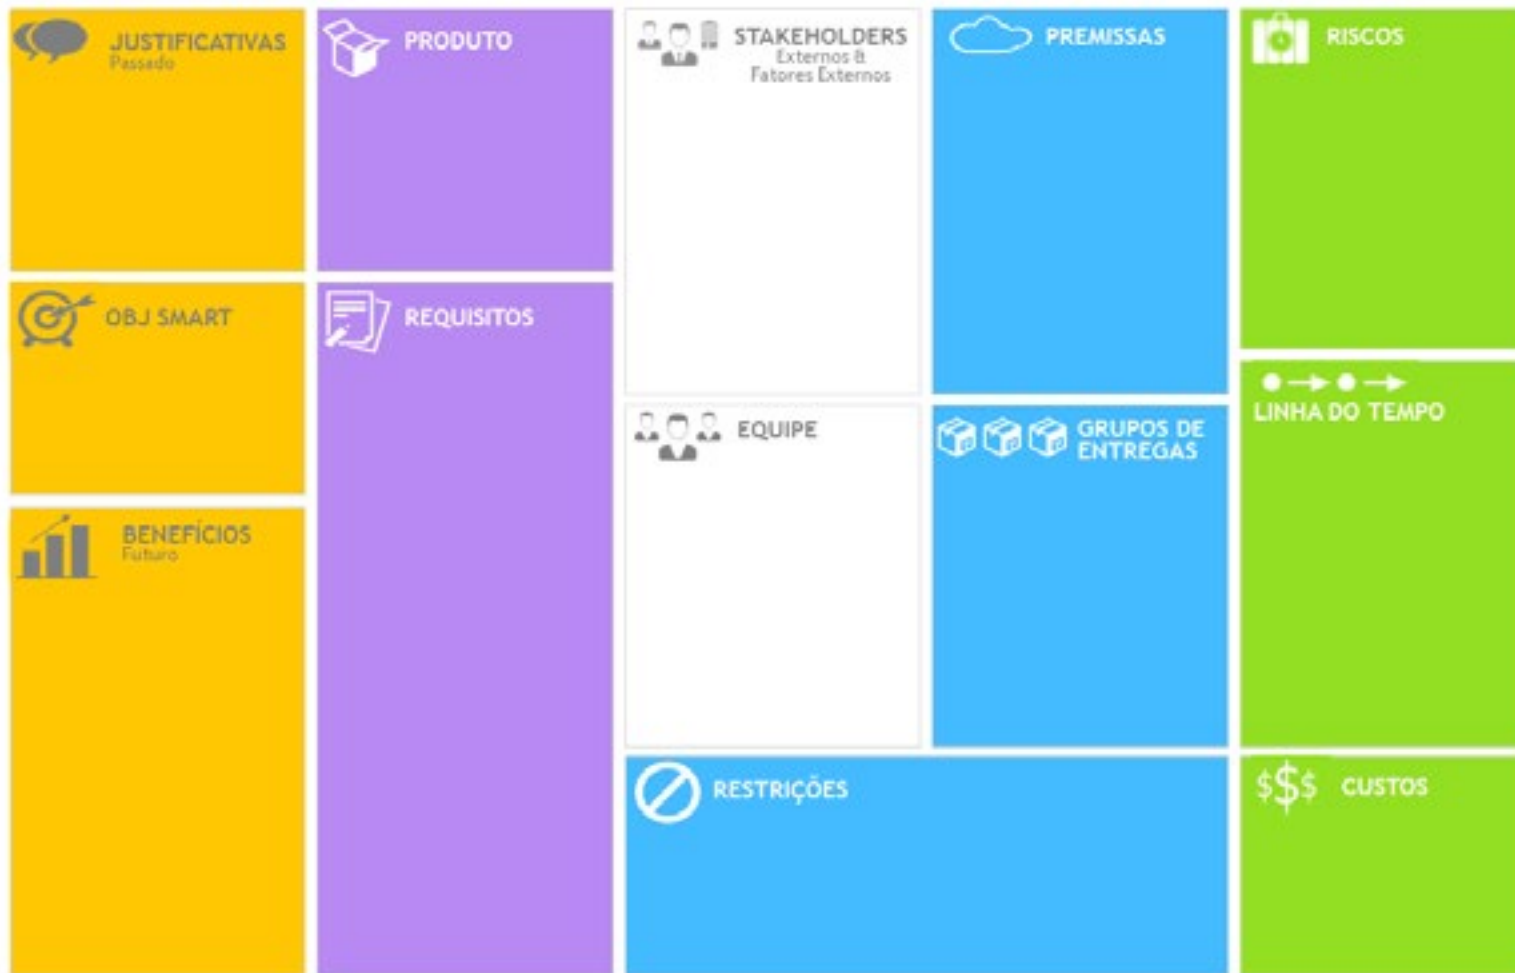 JUSTIFICATIVAS
Passado
OBJ SMART
BENEFÍCIOS
Futuro
PRODUTO
REQUISITOS
STAKEHOLDERS
Externos &
Fatores Externos
EQUIPE
PREMISSAS
GRUPOS DE
ENTREGAS
RESTRIÇÕES
RISCOS
LINHA DO TEMPO
$$$ CUSTOS